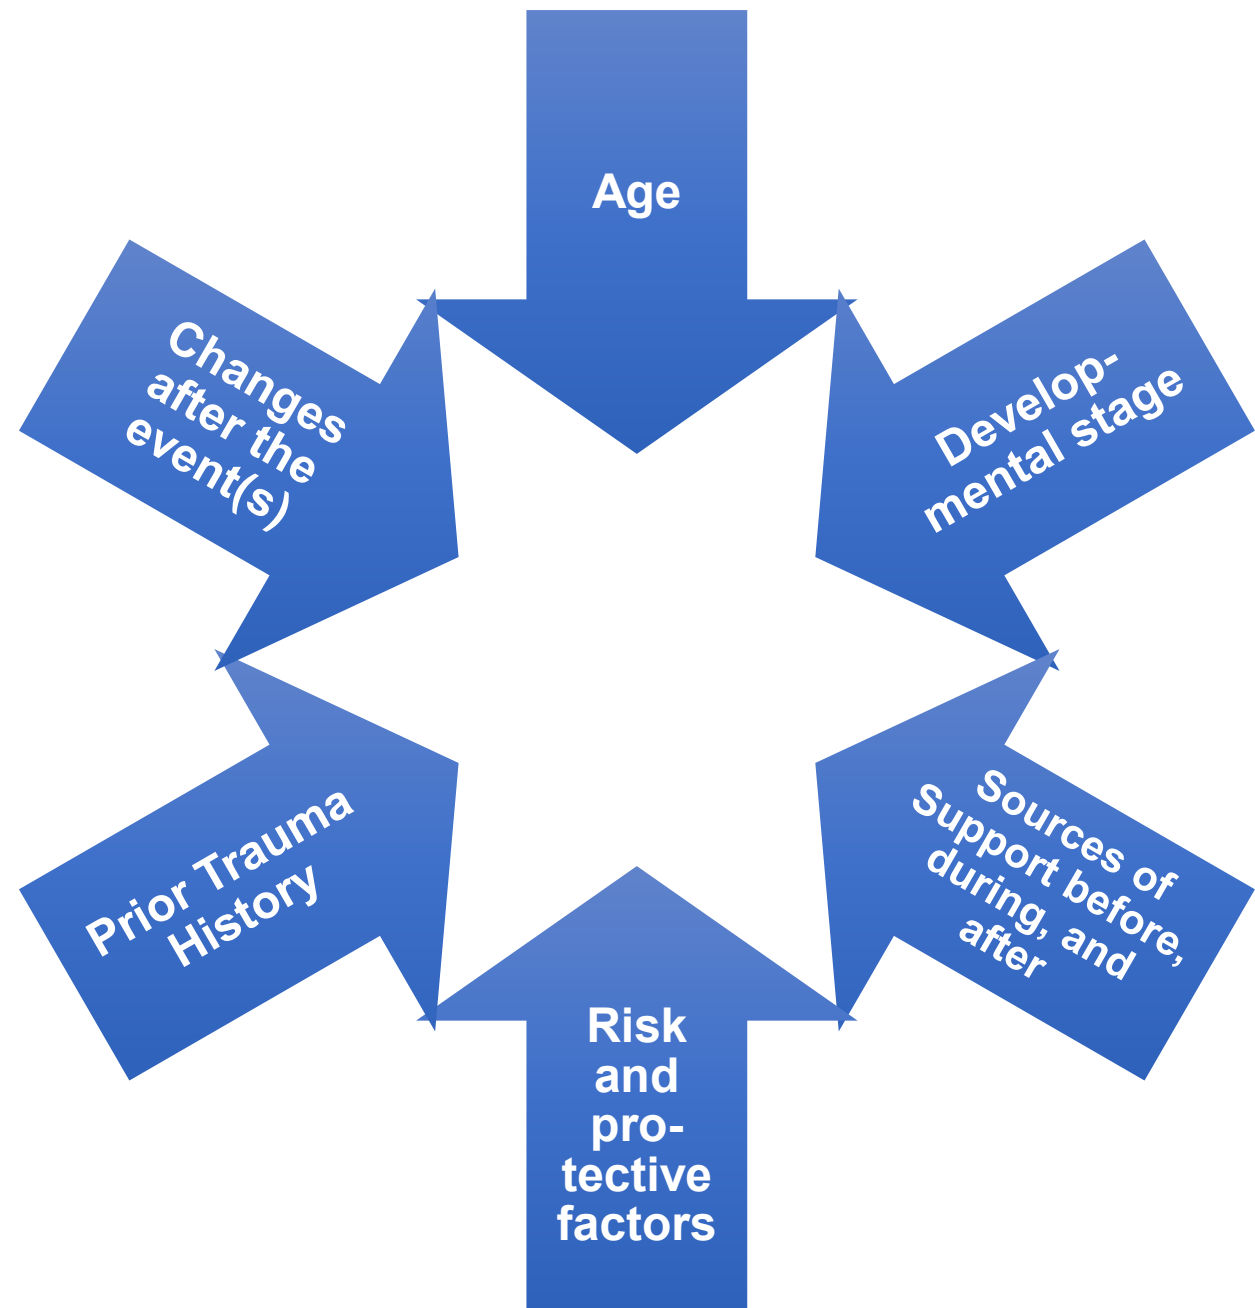 Age
Develop-
mental stage
Sources of
Support before,
during, and
after
Risk
and
pro-
tective
factors
Prior Trauma
History
Changes
after the
event(s)